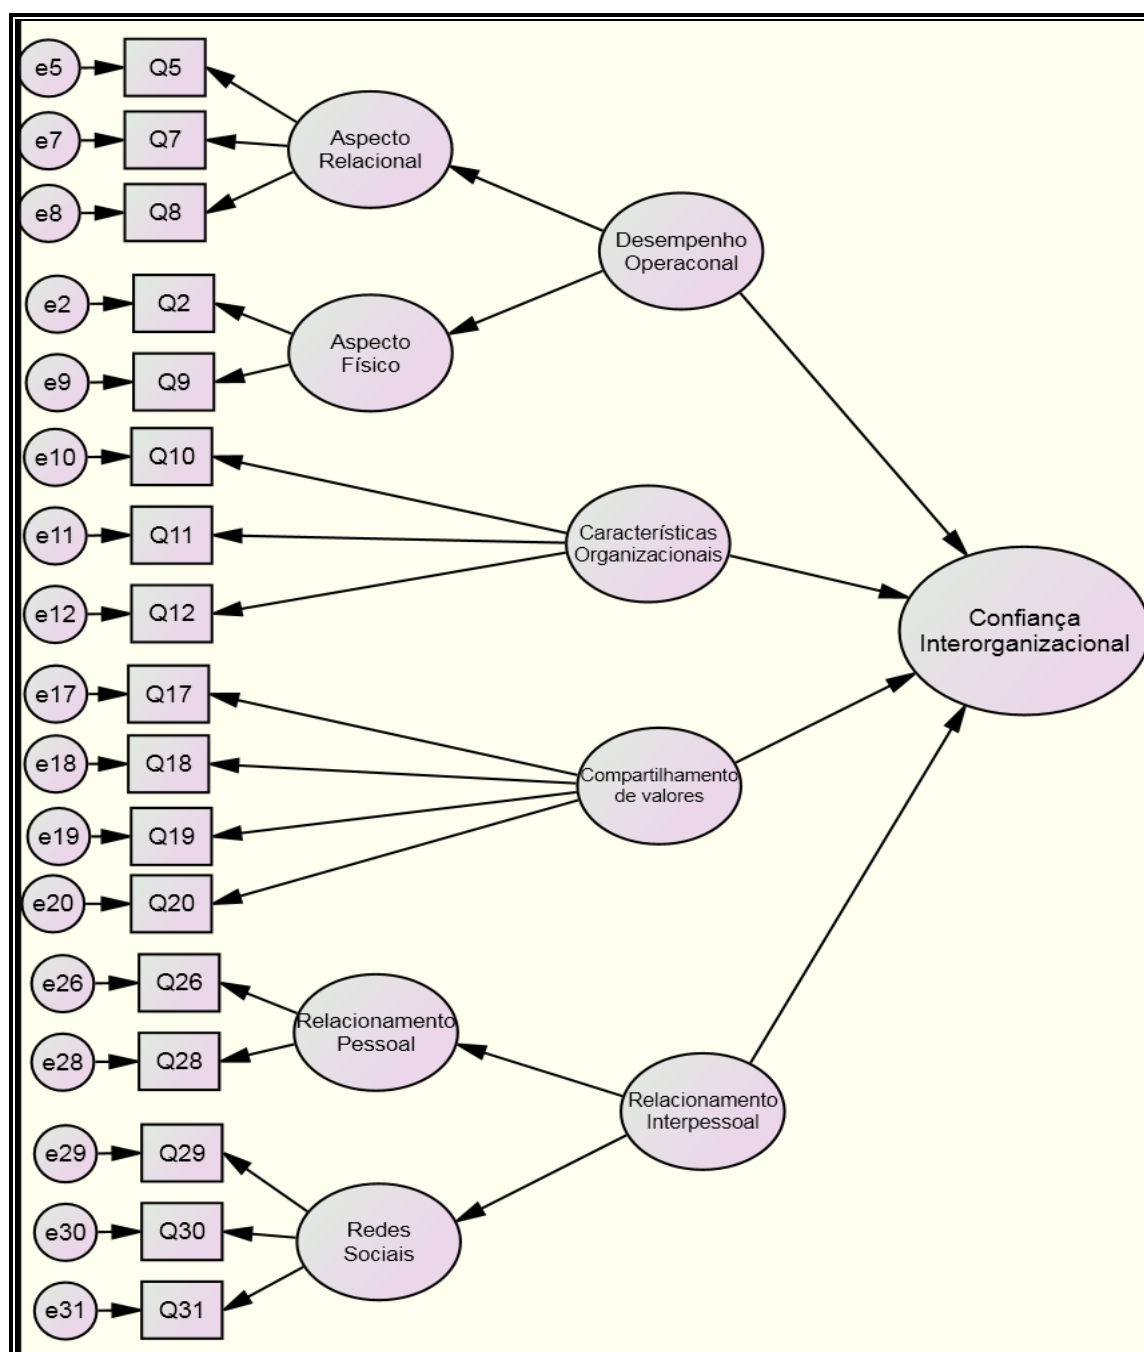 e5
Q5
e7
Q7
e8
Q8
Aspecto
Relacional
Desempenho
Operaconal
e2
Q2
e9
Q9
Aspecto
Físico
e10
Q10
e11
Q11
e12
Q12
Característícas
Organizacionais
Confiança
Interorganizacional
e17
Q17
e18
Q18
e19
Q19
e20
Q20
Compartilhamento
de valores
e26
Q26
e28
Q28
Relacionamento
Pessoal
Relacionamento
Interpessoal
e29
Q29
e30
Q30
e31
Q31
Redes
Sociais